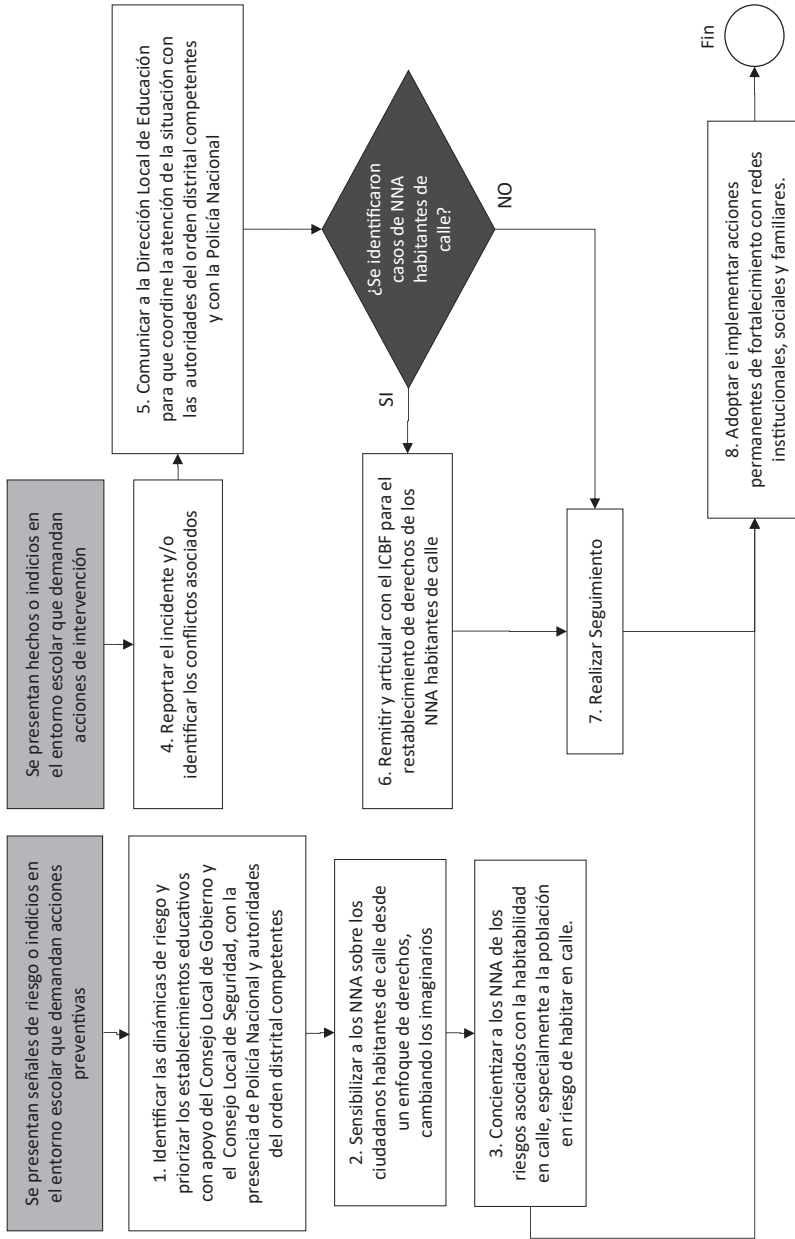 Se presentan señales de riesgo o indicios en
el entorno escolar que demandan acciones
preventivas
1. Identificar las dinámicas de riesgo y
priorizar los establecimientos educativos
con apoyo del Consejo Local de Gobierno y
el Consejo Local de Seguridad, con la
presencia de Policía Nacional y autoridades
del orden distrital competentes
2. Sensibilizar a los NNA sobre los
ciudadanos habitantes de calle desde
un enfoque de derechos,
cambiando los imaginarios
3. Concientizar a los NNA de los
riesgos asociados con la habitabilidad
en calle, especialmente a la población
en riesgo de habitar en calle.
Se presentan hechos o indicios en
el entorno escolar que demandan
acciones de intervención
4. Reportar el incidente y/o
identificar los conflictos asociados
5. Comunicar a la Dirección Local de Educación
para que coordine la atención de la situación con
las autoridades del orden distrital competentes
y con la Policía Nacional
¿Se identificaron
casos de NNA
habitantes de
calle?
SI
NO
6. Remitir y articular con el ICBF para el
restablecimiento de derechos de los
NNA habitantes de calle
7. Realizar Seguimiento
8. Adoptar e implementar acciones
permanentes de fortalecimiento con redes
institucionales, sociales y familiares.
Fin